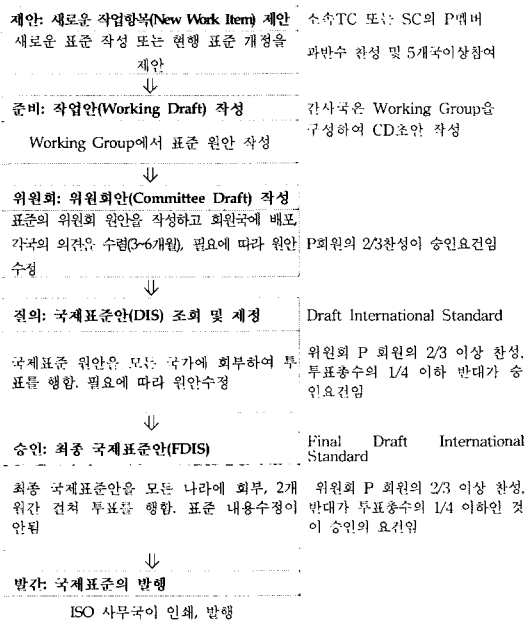 제안: 새로운 작업항목(New Work Item) 제안
새로운 표준 작성 또는 현행 표준 개정을
제안
소속TC 또는 SC의 P멤버
과반수 찬성 및 5개국이상참여
⇓
준비: 작업안(Working Draft) 작성
Working Group에서 표준 원안 작성
간사국은 Working Group을
구성하여 CD초안 작성
⇓
위원회: 위원회안(Committee Draft) 작성
표준의 위원회 원안을 작성하고 회원국에 배포,
각국의 의견을 수렴(3~6개월), 필요에 따라 원안
수정
P회원의 2/3찬성이 승인요건임
⇓
질의: 국제표준안(DIS) 조회 및 제정
Draft International Standard
국제표준 원안을 모든 국가에 회부하여 투
표를 행함. 필요에 따라 원안수정
위원회 P 회원의 2/3 이상 찬성,
투표총수의 1/4 이하 반대가 승
인요건임
⇓
승인: 최종 국제표준안(FDIS)
Final Draft International
Standard
최종 국제표준안을 모든 나라에 회부, 2개
월간 걸쳐 투표를 행함. 표준 내용수정이
안됨
위원회 P 회원의 2/3 이상 찬성,
반대가 투표총수의 1/4 이하인 것
이 승인의 요건임
⇓
발간: 국제표준의 발행
ISO 사무국이 인쇄, 발행